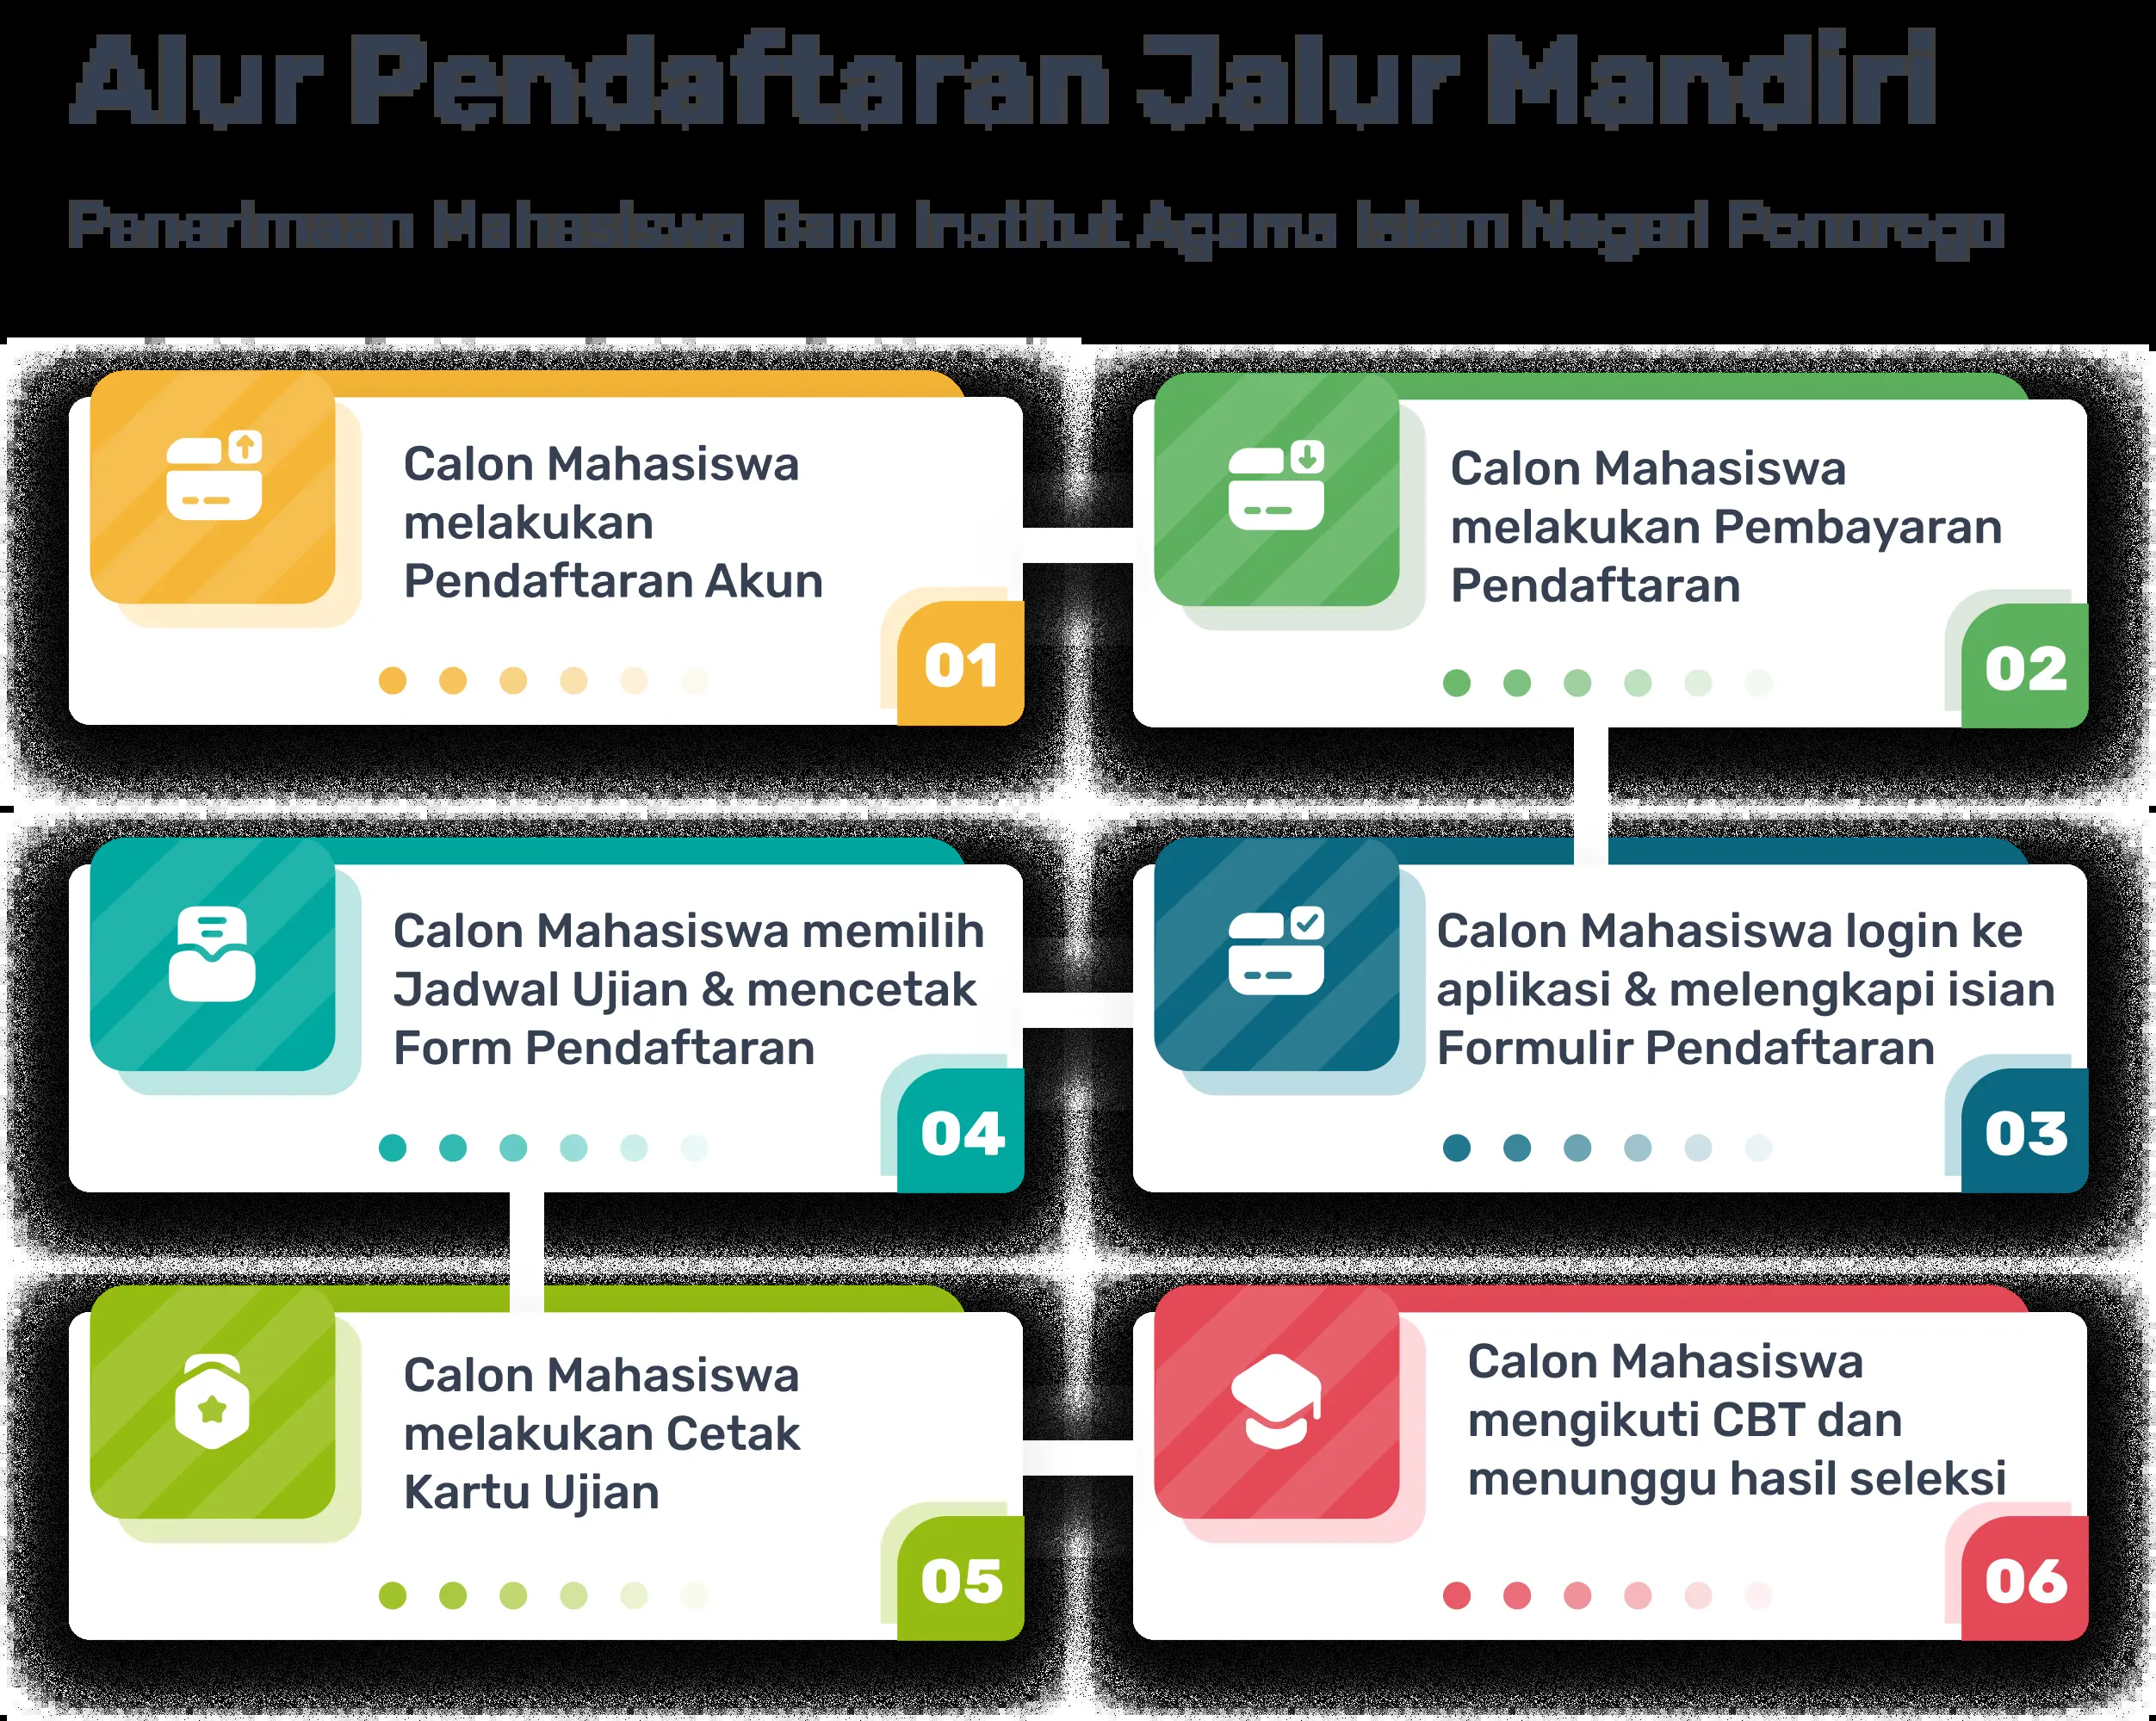 Alur Pendaftaran Jalur Mandiri
Penerimaan Mahasiswa Baru Institut Agama Islam Negeri Ponorogo
Calon Mahasiswa
melakukan
Pendaftaran Akun
01
Calon Mahasiswa
melakukan Pembayaran
Pendaftaran
02
Calon Mahasiswa login ke
aplikasi & melengkapi isian
Formulir Pendaftaran
03
Calon Mahasiswa memilih
Jadwal Ujian & mencetak
Form Pendaftaran
04
Calon Mahasiswa
melakukan Cetak
Kartu Ujian
05
Calon Mahasiswa
mengikuti CBT dan
menunggu hasil seleksi
06